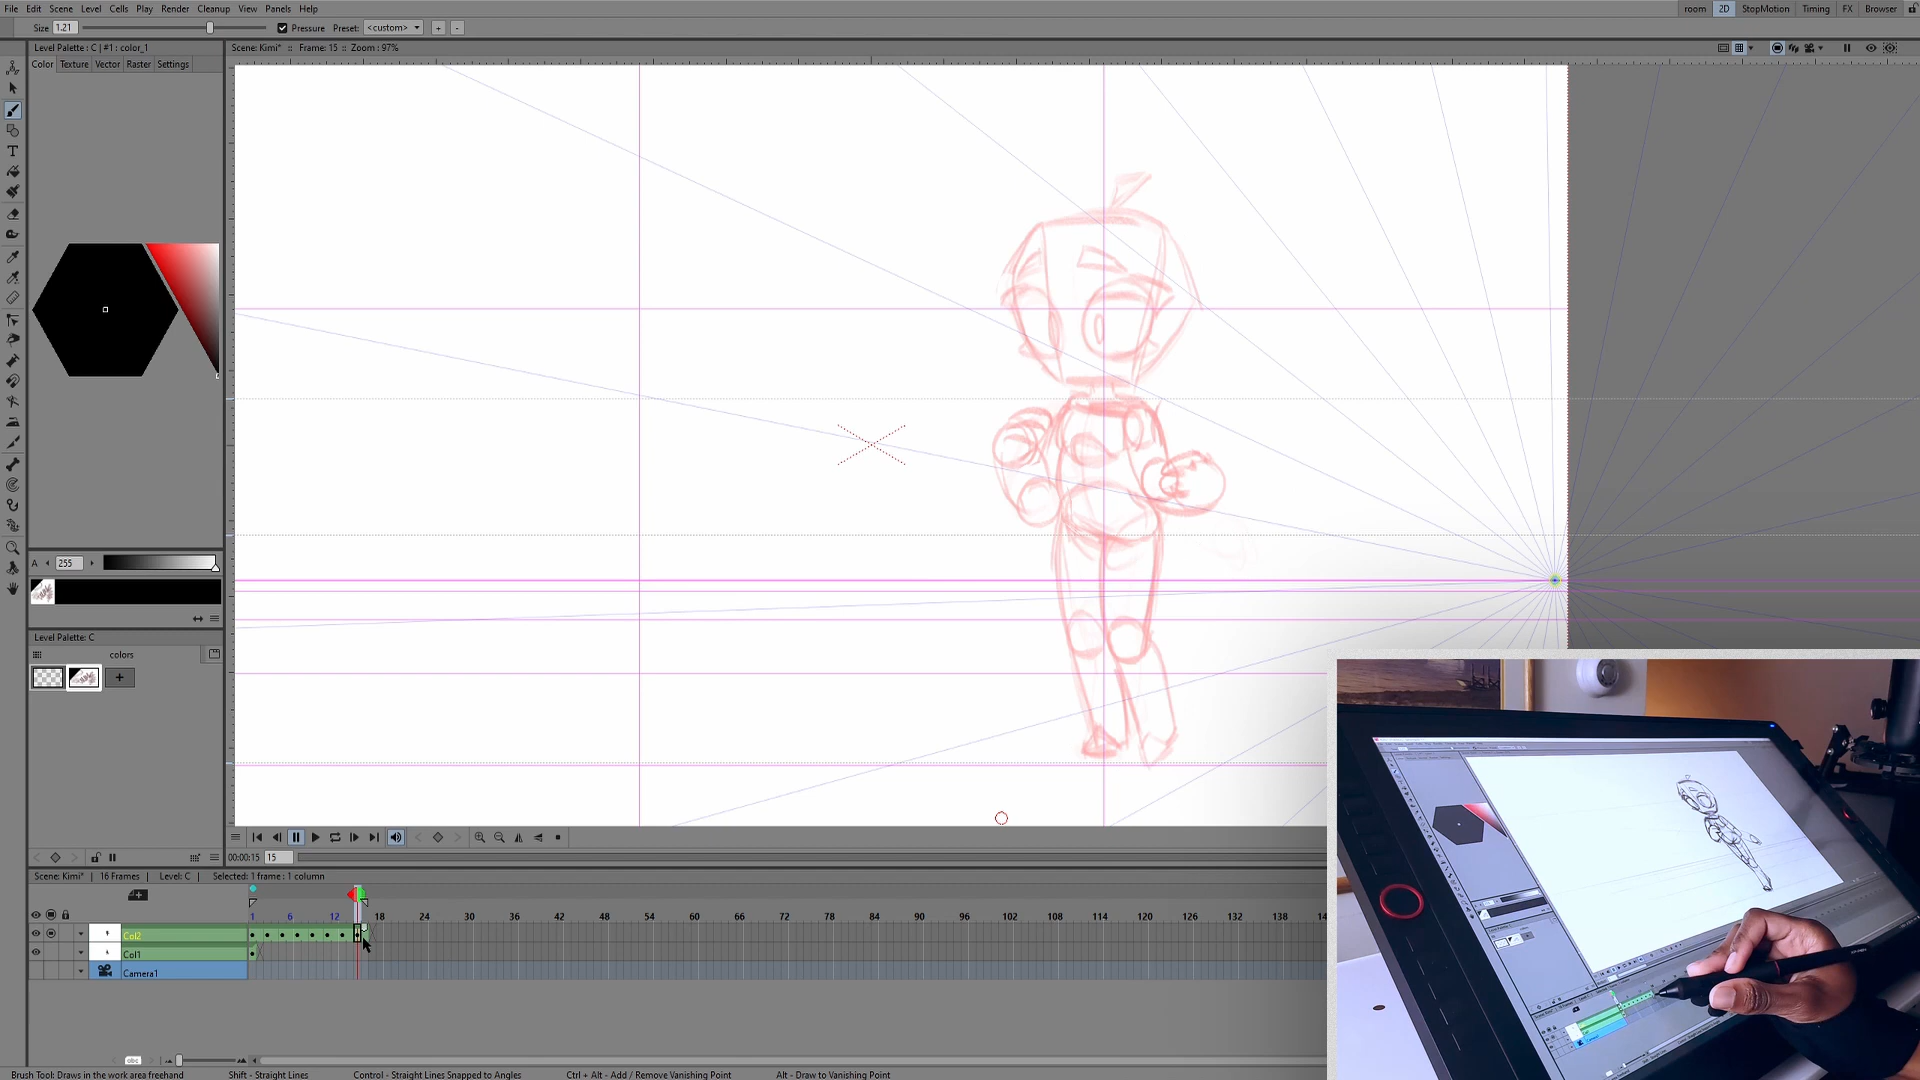 File Edit Scene Level Cells Play Render Cleanup View Panels Help room 2D StopMotion Timing FX Browser
Size 1.21 Pressure Preset: <custom> + -
Level Palette : C | #1 : color_1 Scene: Kimi* :: Frame: 15 :: Zoom : 97%
Color Texture Vector Raster Settings
A 255
Level Palette: C
colors
+
00:00:15 15
Scene: Kimi* 16 Frames Level: C Selected: 1 frame : 1 column
1 6 12 18 24 30 36 42 48 54 60 66 72 78 84 90 96 102 108 114 120 126 132 138 14
Col2
Col1
Camera1
abc
Brush Tool: Draws in the work area freehand Shift - Straight Lines Control - Straight Lines Snapped to Angles Ctrl + Alt - Add / Remove Vanishing Point Alt - Draw to Vanishing Point